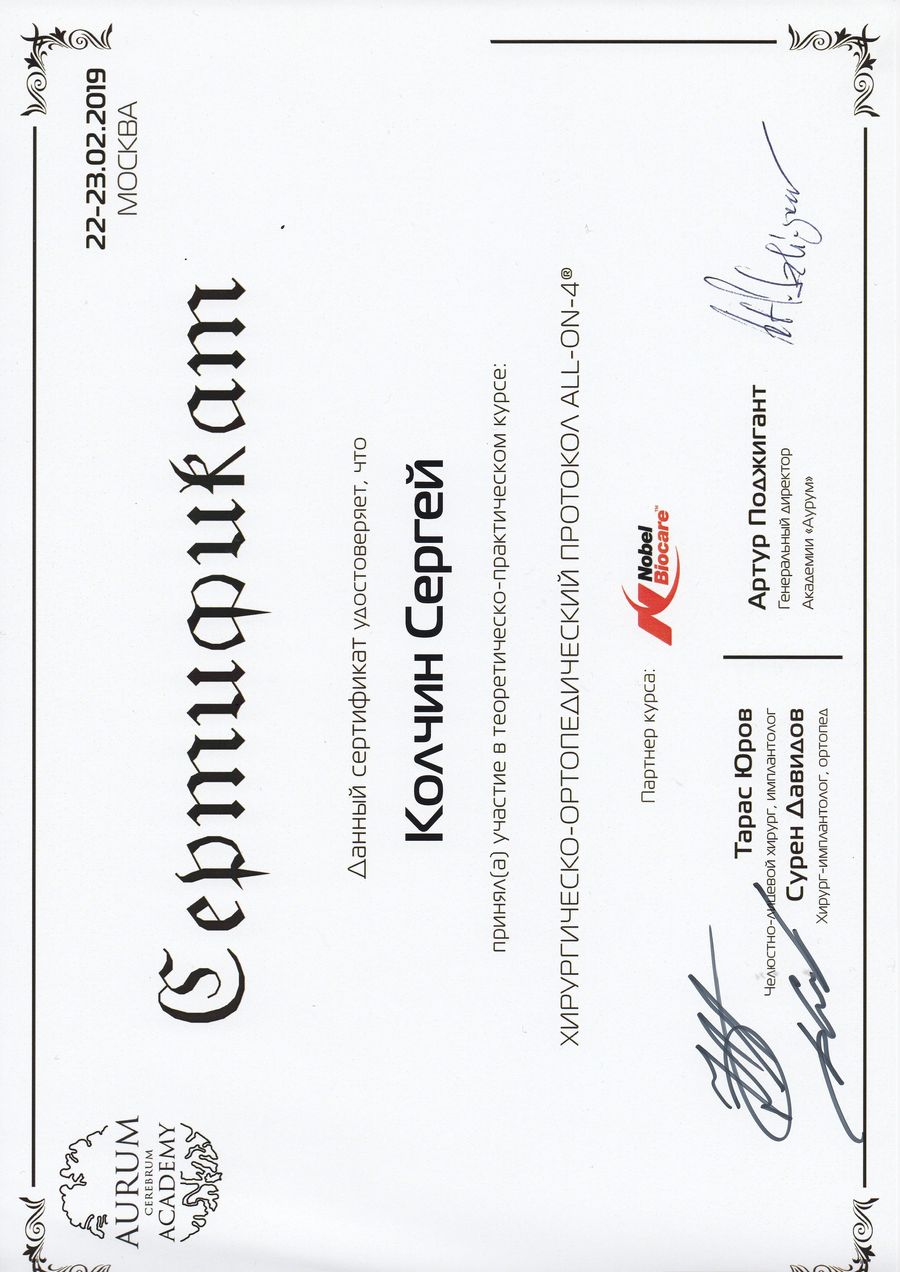 AURUM
CEREBRUM
ACADEMY
22-23.02.2019
МОСКВА
Сертификат
Данный сертификат удостоверяет, что
Колчин Сергей
принял(а) участие в теоретическо-практическом курсе:
ХИРУРГИЧЕСКО-ОРТОПЕДИЧЕСКИЙ ПРОТОКОЛ ALL-ON-4®
Партнер курса:
Nobel
Biocare™
Тарас Юров
Челюстно-лицевой хирург, имплантолог
Сурен Давидов
Хирург-имплантолог, ортопед
Артур Поджигант
Генеральный директор
Академии «Аурум»